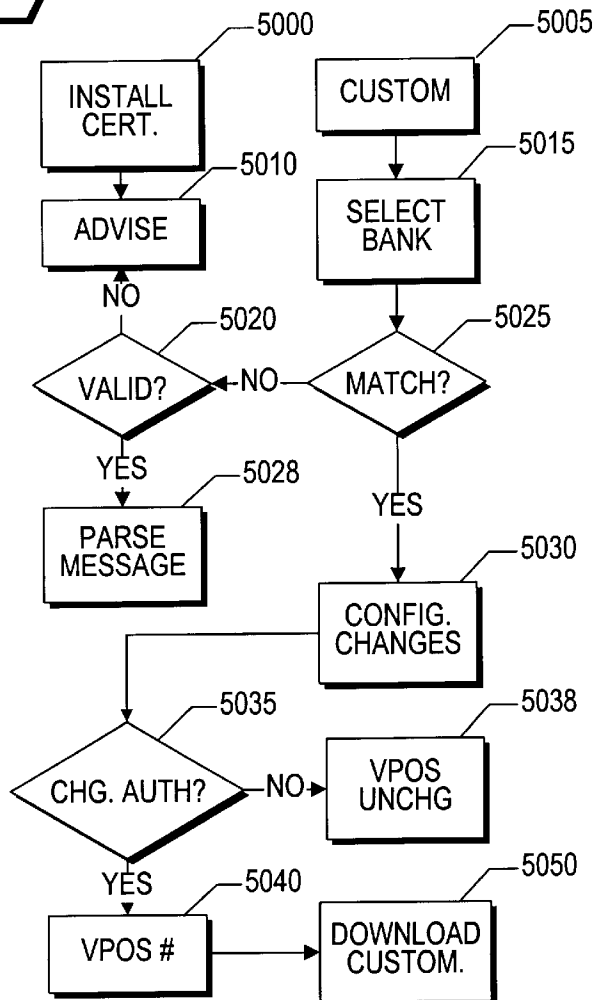 5000
5005
INSTALL
CERT.
CUSTOM
5010
5015
ADVISE
SELECT
BANK
NO
5020
5025
VALID?
NO
MATCH?
YES
5028
YES
PARSE
MESSAGE
5030
CONFIG.
CHANGES
5035
5038
CHG. AUTH?
NO
VPOS
UNCHG
YES
5040
5050
VPOS #
DOWNLOAD
CUSTOM.